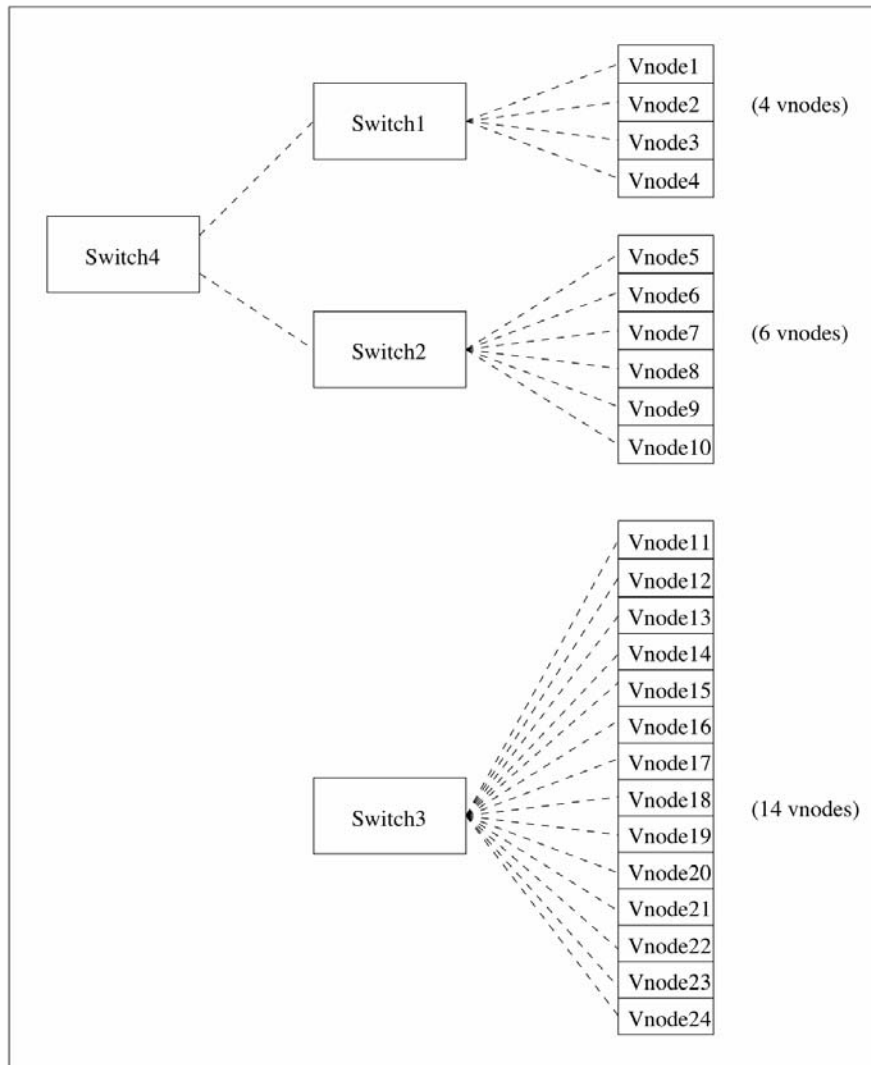 Vnode1
Vnode2
Vnode3
Vnode4
(4 vnodes)
Switch1
Switch4
Vnode5
Vnode6
Vnode7
Vnode8
Vnode9
Vnode10
(6 vnodes)
Switch2
Vnode11
Vnode12
Vnode13
Vnode14
Vnode15
Vnode16
Vnode17
Vnode18
Vnode19
Vnode20
Vnode21
Vnode22
Vnode23
Vnode24
(14 vnodes)
Switch3